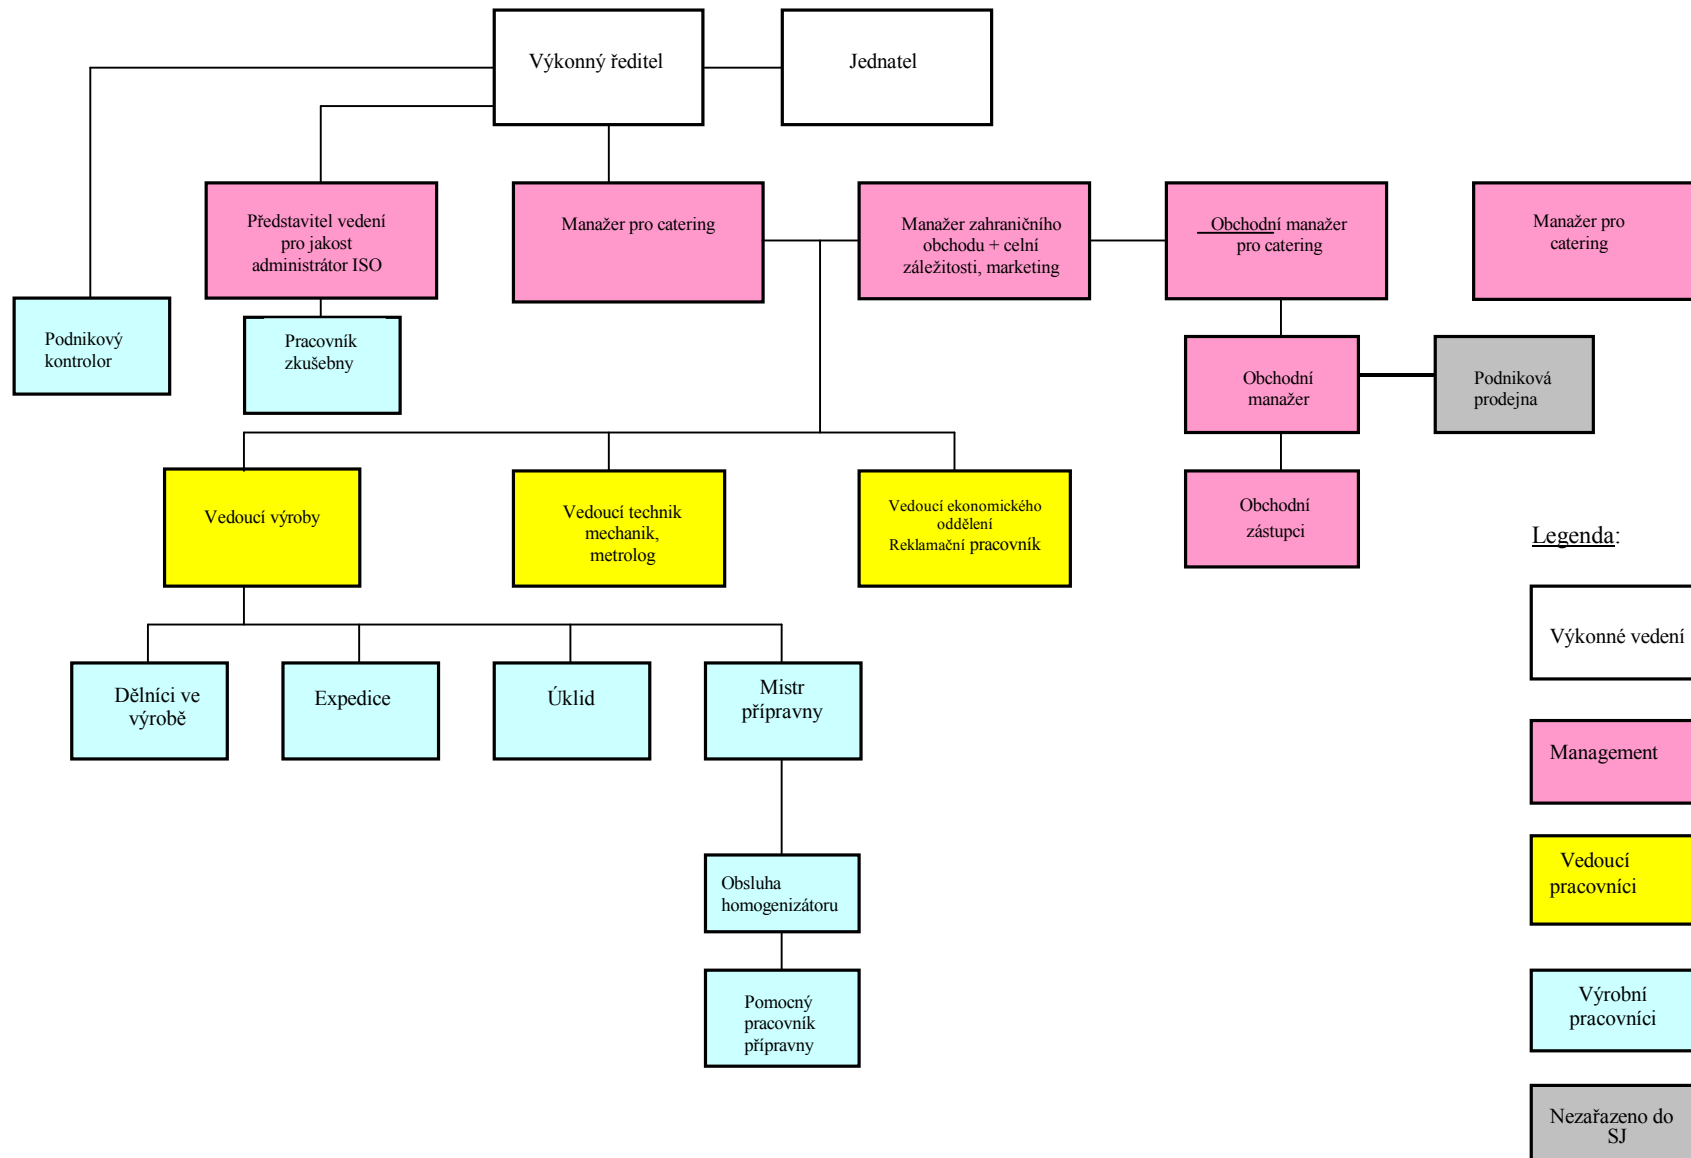 Výkonný ředitel
Jednatel
Představitel vedení
pro jakost
administrátor ISO
Manažer pro catering
Manažer zahraničního
obchodu + celní
záležitosti, marketing
Obchodní manažer
pro catering
Manažer pro
catering
Podnikový
kontrolor
Pracovník
zkušebny
Obchodní
manažer
Podniková
prodejna
Vedoucí výroby
Vedoucí technik
mechanik,
metrolog
Vedoucí ekonomického
oddělení
Reklamační pracovník
Obchodní
zástupci
Legenda:
Výkonné vedení
Dělníci ve
výrobě
Expedice
Úklid
Mistr
přípravny
Management
Obsluha
homogenizátoru
Vedoucí
pracovníci
Pomocný
pracovník
přípravny
Výrobní
pracovníci
Nezařazeno do
SJ